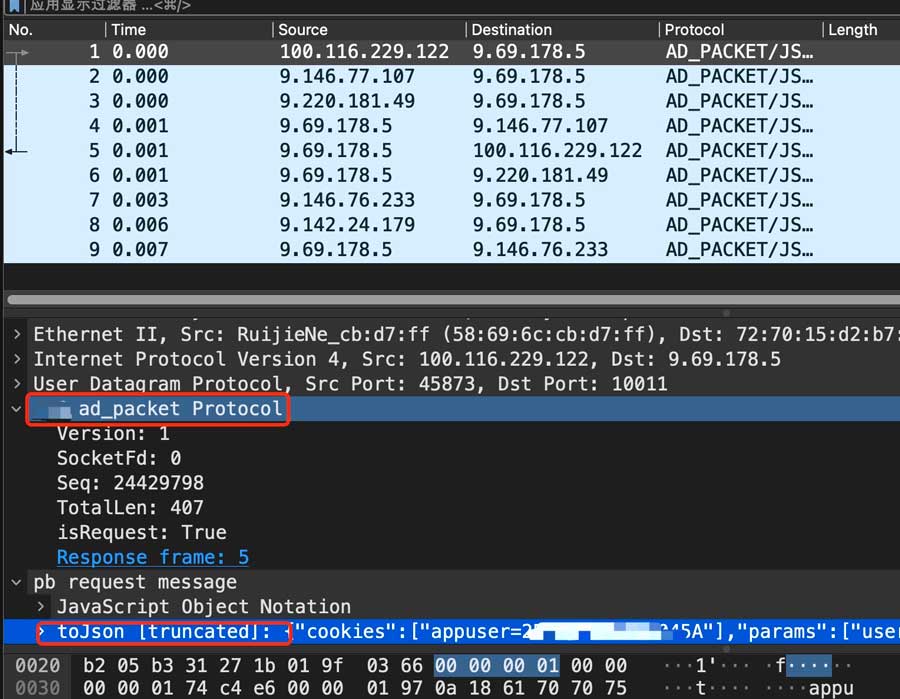 应用显示过滤器 ...<⌘/>
No. Time Source Destination Protocol Length
1 0.000 100.116.229.122 9.69.178.5 AD_PACKET/JS…
2 0.000 9.146.77.107 9.69.178.5 AD_PACKET/JS…
3 0.000 9.220.181.49 9.69.178.5 AD_PACKET/JS…
4 0.001 9.69.178.5 9.146.77.107 AD_PACKET/JS…
5 0.001 9.69.178.5 100.116.229.122 AD_PACKET/JS…
6 0.001 9.69.178.5 9.220.181.49 AD_PACKET/JS…
7 0.003 9.146.76.233 9.69.178.5 AD_PACKET/JS…
8 0.006 9.142.24.179 9.69.178.5 AD_PACKET/JS…
9 0.007 9.69.178.5 9.146.76.233 AD_PACKET/JS…
Ethernet II, Src: RuijieNe_cb:d7:ff (58:69:6c:cb:d7:ff), Dst: 72:70:15:d2:b7:
Internet Protocol Version 4, Src: 100.116.229.122, Dst: 9.69.178.5
User Datagram Protocol, Src Port: 45873, Dst Port: 10011
ad_packet Protocol
Version: 1
SocketFd: 0
Seq: 24429798
TotalLen: 407
isRequest: True
Response frame: 5
pb request message
JavaScript Object Notation
toJson [truncated]: {"cookies":["appuser=2 045A"],"params":["user
0020 b2 05 b3 31 27 1b 01 9f 03 66 00 00 00 01 00 00 ···1'··· ·f······
0030 00 00 01 74 c4 e6 00 00 01 97 0a 18 61 70 70 75 ···t···· ····appu